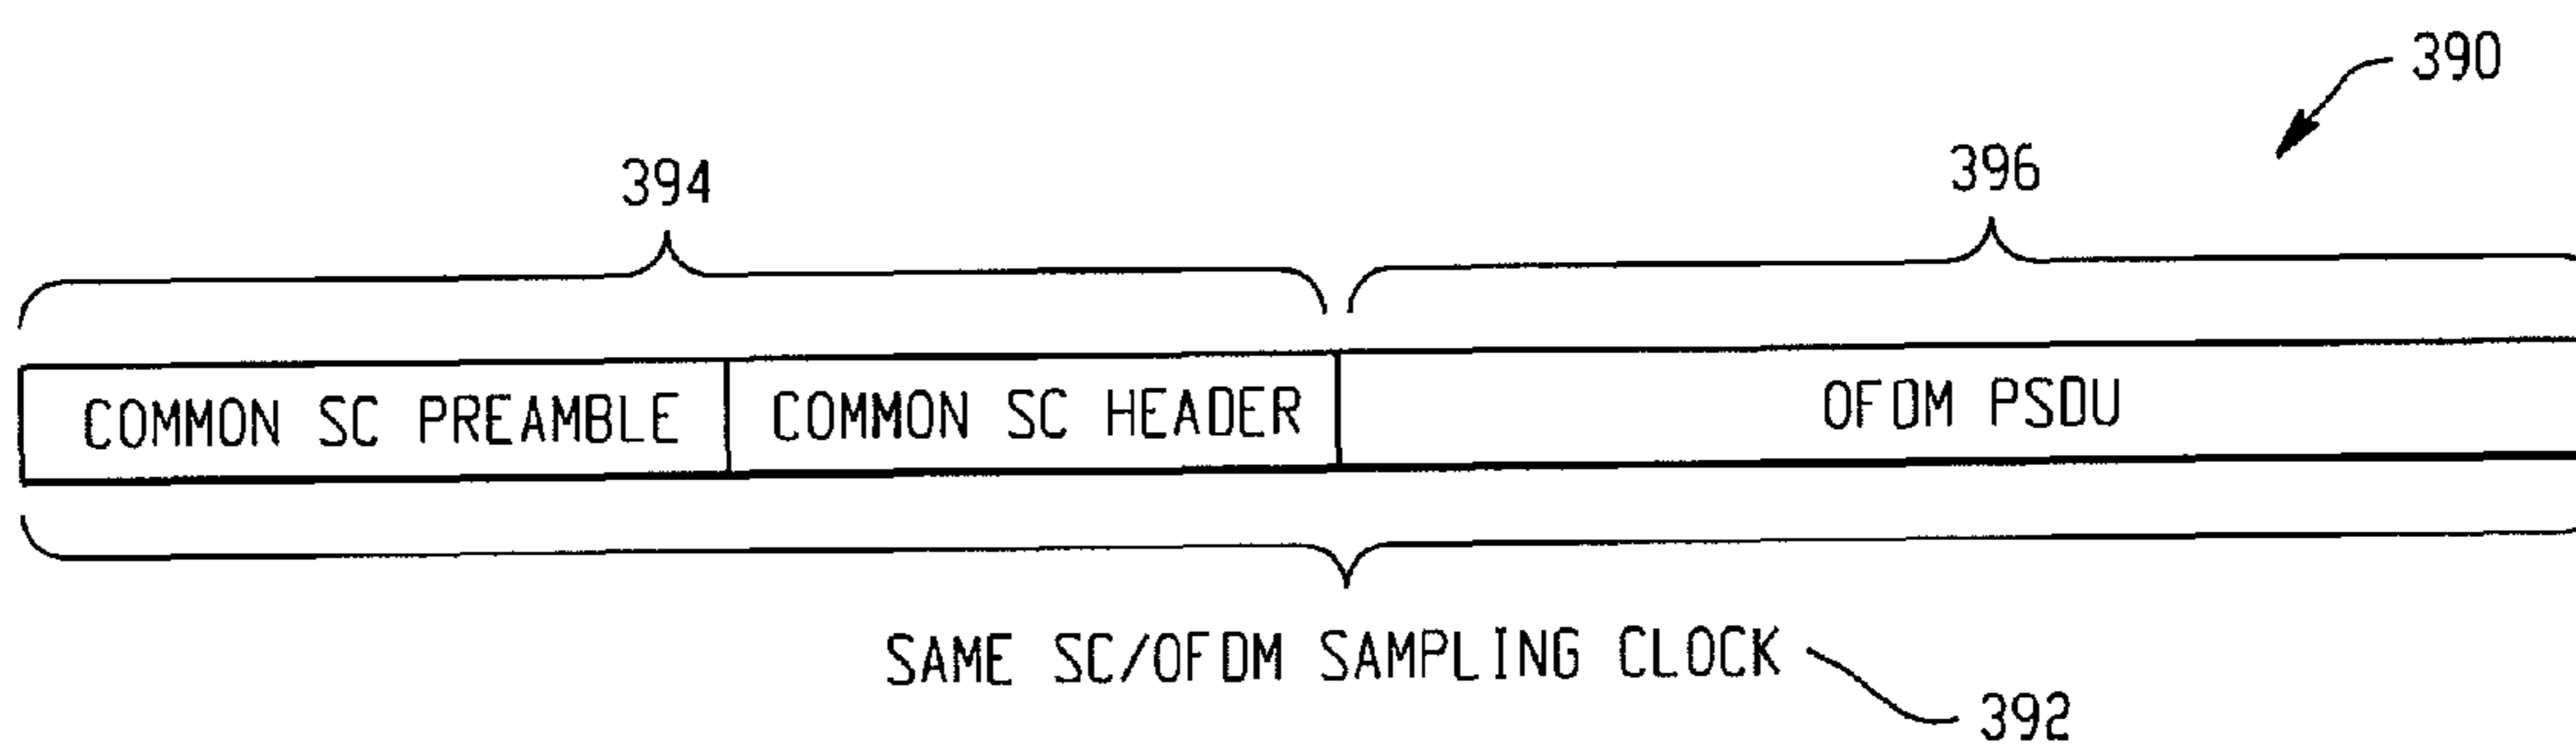 390
394
396
COMMON SC PREAMBLE
COMMON SC HEADER
OFDM PSDU
SAME SC/OFDM SAMPLING CLOCK
392